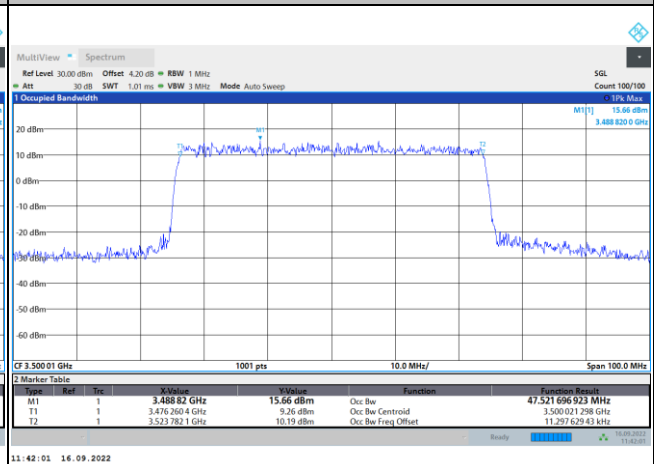 MultiView Spectrum
Ref Level 30.00 dBm Offset 4.20 dB RBW 1 MHz SGL
Att 30 dB SWT 1.01 ms VBW 3 MHz Mode Auto Sweep Count 100/100
1 Occupied Bandwidth 1Pk Max
M1[1] 15.66 dBm
3.488 820 0 GHz
20 dBm
M1
T1
T2
10 dBm
0 dBm
-10 dBm
-20 dBm
-30 dBm
-40 dBm
-50 dBm
-60 dBm
CF 3.500 01 GHz 1001 pts 10.0 MHz/ Span 100.0 MHz
2 Marker Table
Type Ref Trc X-Value Y-Value Function Function Result
M1 1 3.488 82 GHz 15.66 dBm Occ Bw 47.521 696 923 MHz
T1 1 3.476 260 4 GHz 9.26 dBm Occ Bw Centroid 3.500 021 298 GHz
T2 1 3.523 782 1 GHz 10.19 dBm Occ Bw Freq Offset 11.297 629 43 kHz
Ready 16.09.2022
11:42:01
11:42:01 16.09.2022